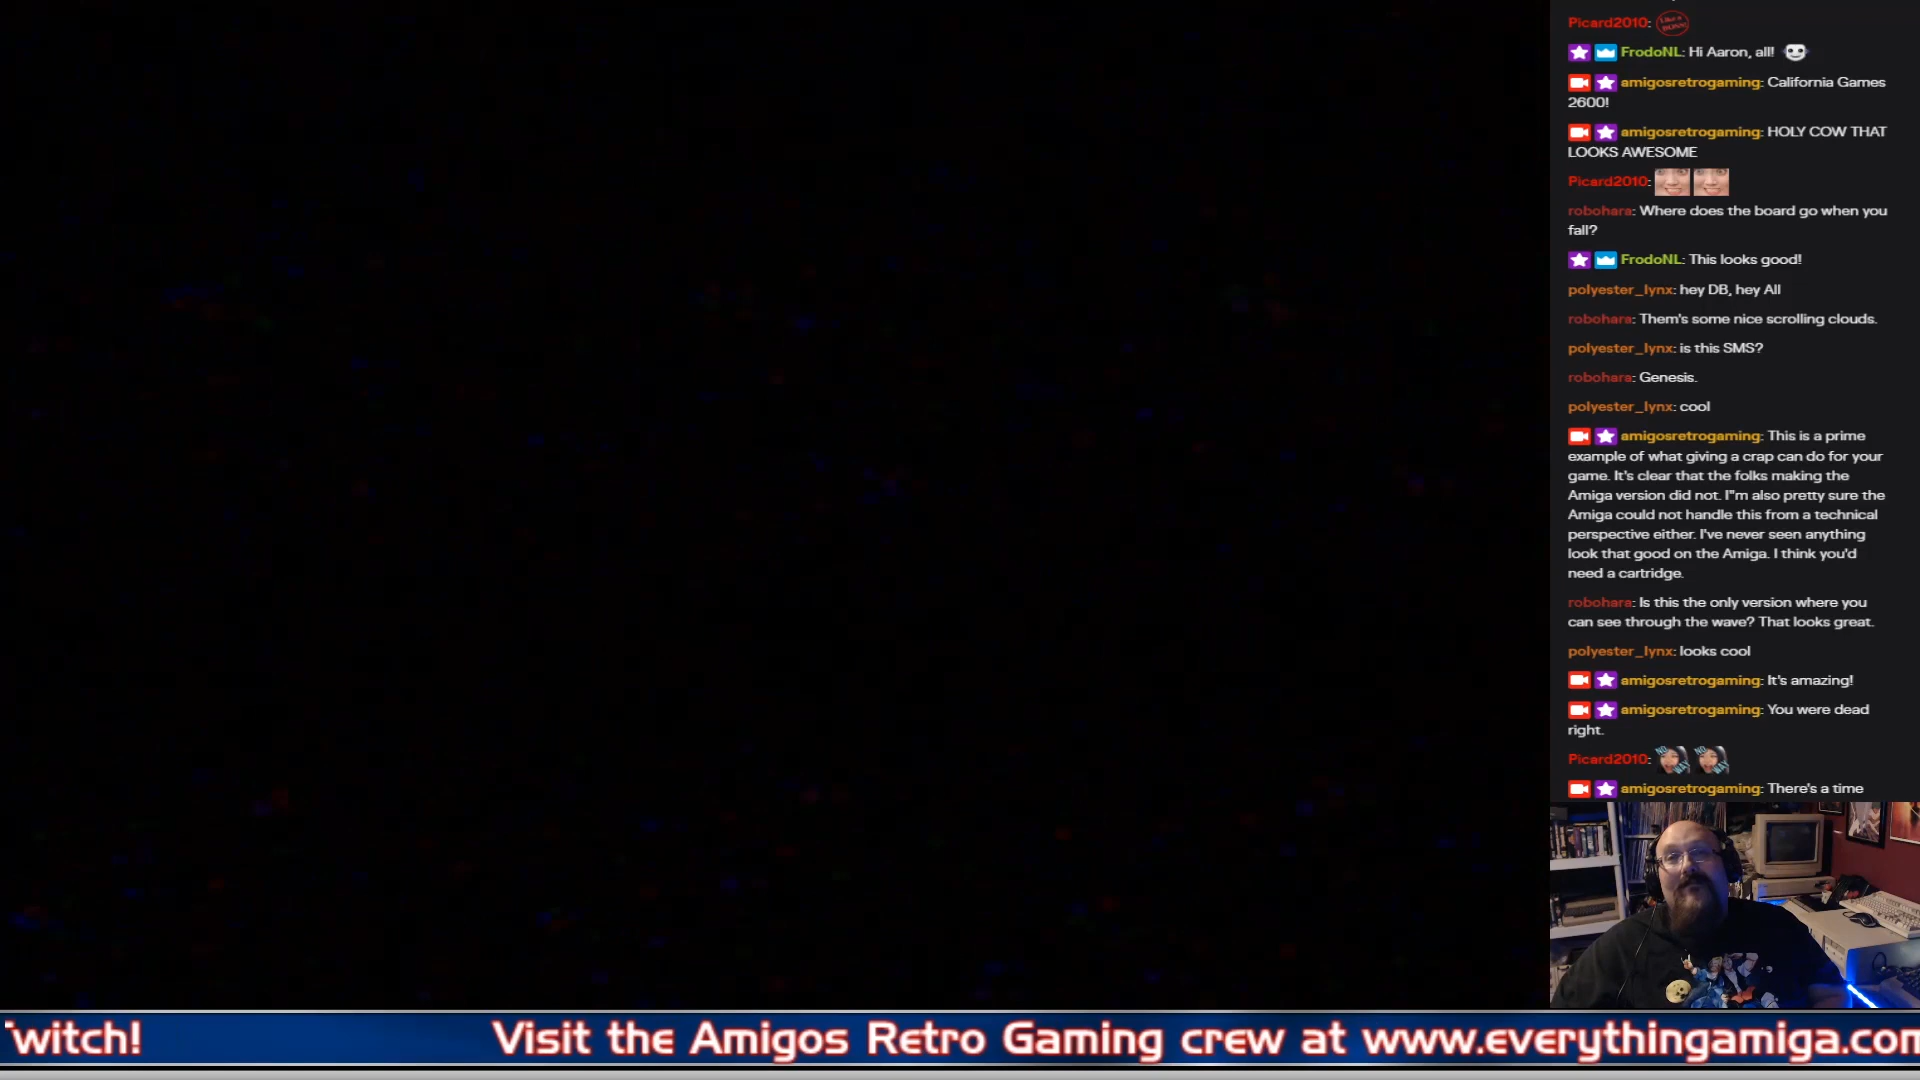 Picard2010:
FrodoNL: Hi Aaron, all!
amigosretrogaming: California Games
2600!
amigosretrogaming: HOLY COW THAT
LOOKS AWESOME
Picard2010:
robohara: Where does the board go when you
fall?
FrodoNL: This looks good!
polyester_lynx: hey DB, hey All
robohara: Them's some nice scrolling clouds.
polyester_lynx: is this SMS?
robohara: Genesis.
polyester_lynx: cool
amigosretrogaming: This is a prime
example of what giving a crap can do for your
game. It's clear that the folks making the
Amiga version did not. I"m also pretty sure the
Amiga could not handle this from a technical
perspective either. I've never seen anything
look that good on the Amiga. I think you'd
need a cartridge.
robohara: Is this the only version where you
can see through the wave? That looks great.
polyester_lynx: looks cool
amigosretrogaming: It's amazing!
amigosretrogaming: You were dead
right.
Picard2010:
amigosretrogaming: There's a time
Twitch! Visit the Amigos Retro Gaming crew at www.everythingamiga.com